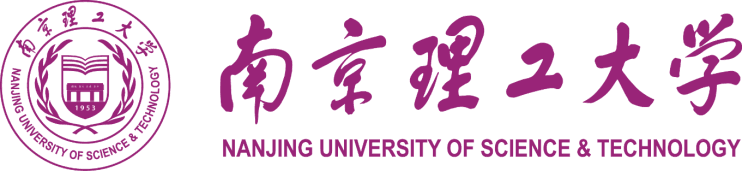 南京理工大学
NANJING UNIVERSITY OF SCIENCE & TECHNOLOGY
1953
南京理工大学
NANJING UNIVERSITY OF SCIENCE & TECHNOLOGY